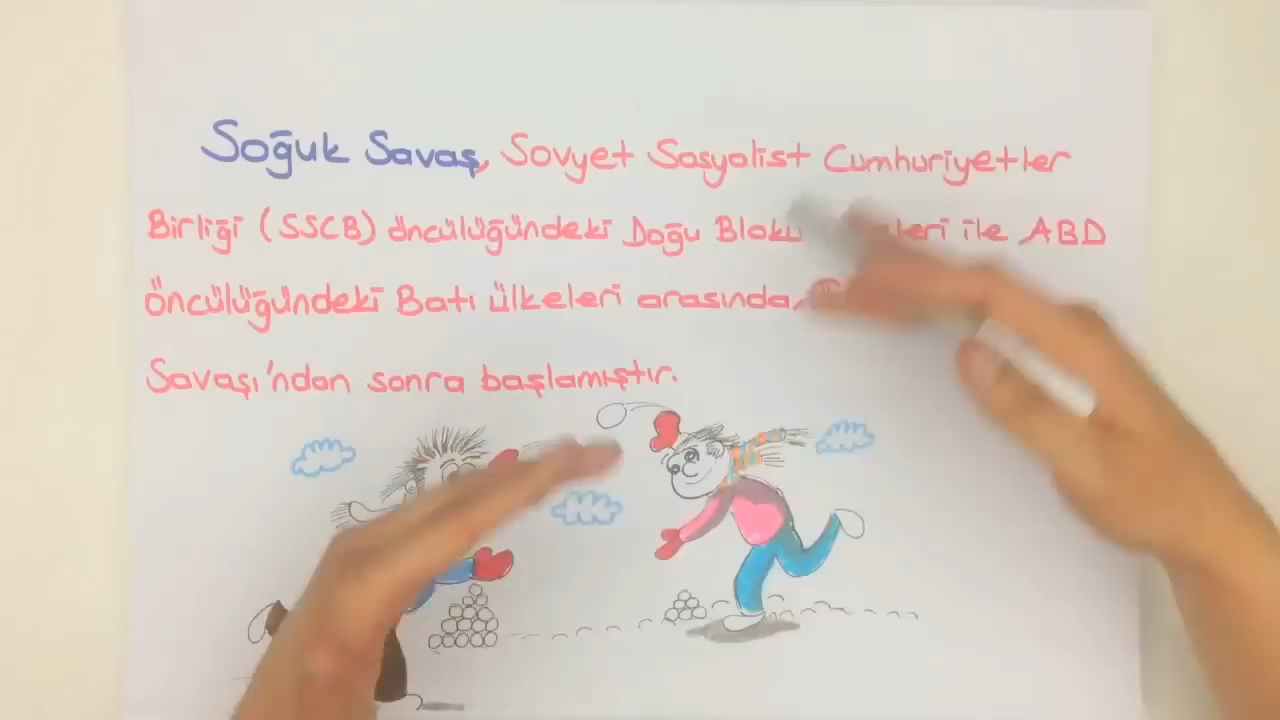 Soğuk Savaş, Sovyet Sosyalist Cumhuriyetler
Birliği (SSCB) öncülüğündeki Doğu Bloku ile ABD
öncülüğündeki Batı ülkeleri arasında,
Savaşı'ndan sonra başlamıştır.